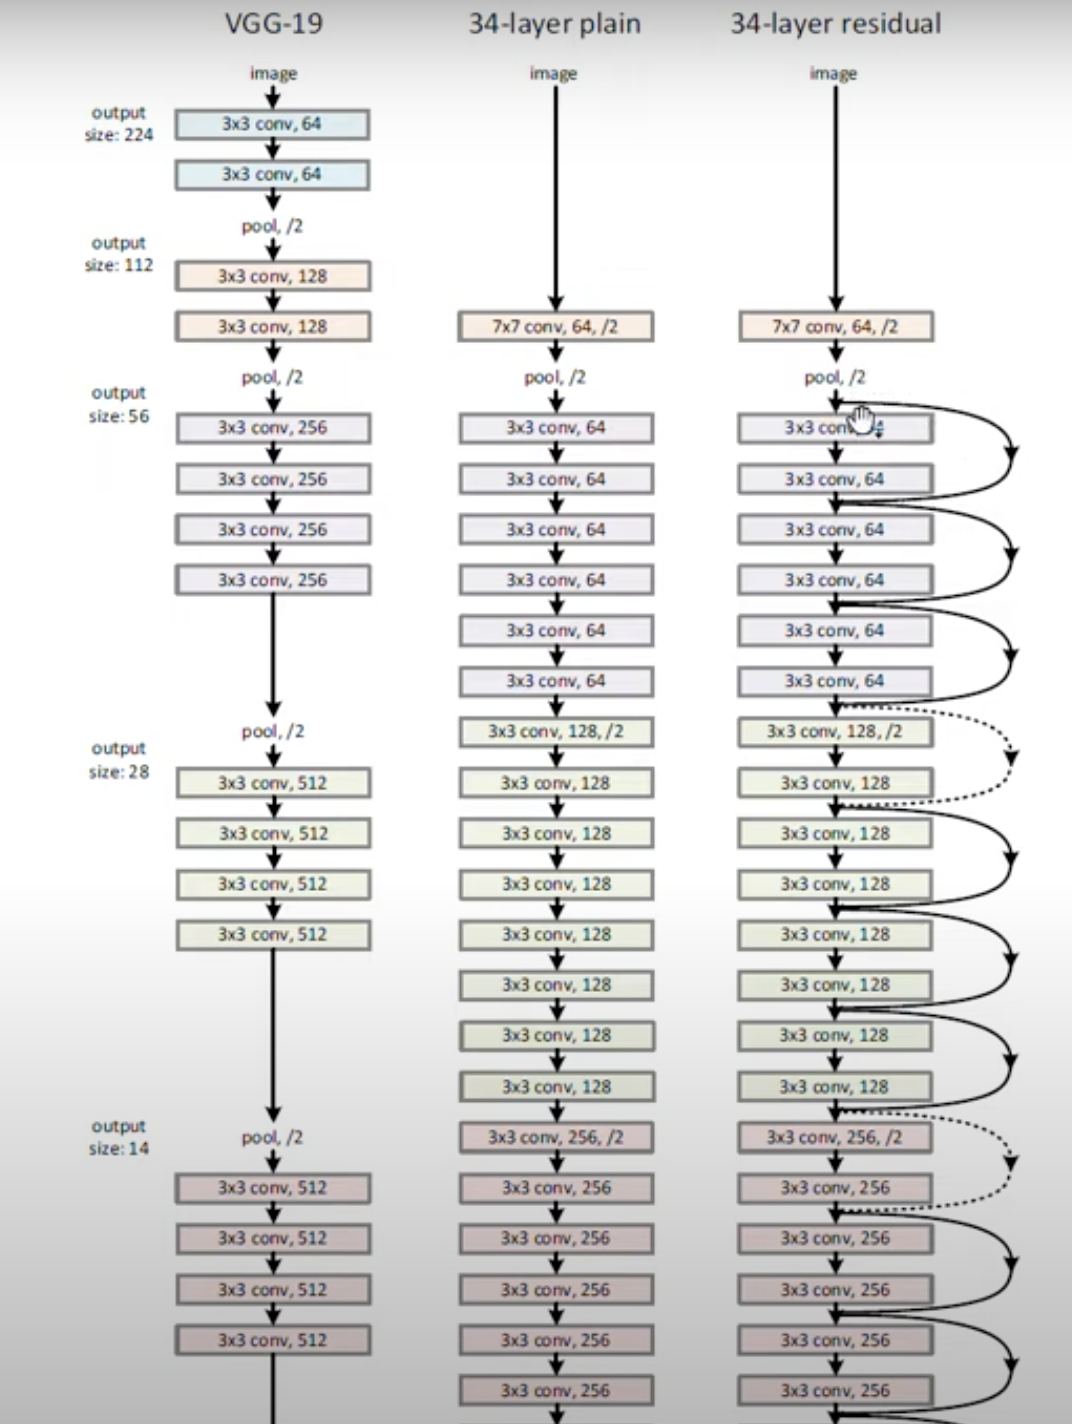 VGG-19
34-layer plain
34-layer residual
image
image
image
output
size: 224
3x3 conv, 64
3x3 conv, 64
pool, /2
output
size: 112
3x3 conv, 128
3x3 conv, 128
7x7 conv, 64, /2
7x7 conv, 64, /2
pool, /2
pool, /2
pool, /2
output
size: 56
3x3 conv, 256
3x3 conv, 64
3x3
3x3 conv, 256
3x3 conv, 64
3x3 conv, 64
3x3 conv, 256
3x3 conv, 64
3x3 conv, 64
3x3 conv, 256
3x3 conv, 64
3x3 conv, 64
3x3 conv, 64
3x3 conv, 64
3x3 conv, 64
3x3 conv, 64
pool, /2
3x3 conv, 128, /2
3x3 conv, 128, /2
output
size: 28
3x3 conv, 512
3x3 conv, 128
3x3 conv, 128
3x3 conv, 512
3x3 conv, 128
3x3 conv, 128
3x3 conv, 512
3x3 conv, 128
3x3 conv, 128
3x3 conv, 512
3x3 conv, 128
3x3 conv, 128
3x3 conv, 128
3x3 conv, 128
3x3 conv, 128
3x3 conv, 128
3x3 conv, 128
3x3 conv, 128
output
size: 14
pool, /2
3x3 conv, 256, /2
3x3 conv, 256, /2
3x3 conv, 512
3x3 conv, 256
3x3 conv, 256
3x3 conv, 512
3x3 conv, 256
3x3 conv, 256
3x3 conv, 512
3x3 conv, 256
3x3 conv, 256
3x3 conv, 512
3x3 conv, 256
3x3 conv, 256
3x3 conv, 256
3x3 conv, 256